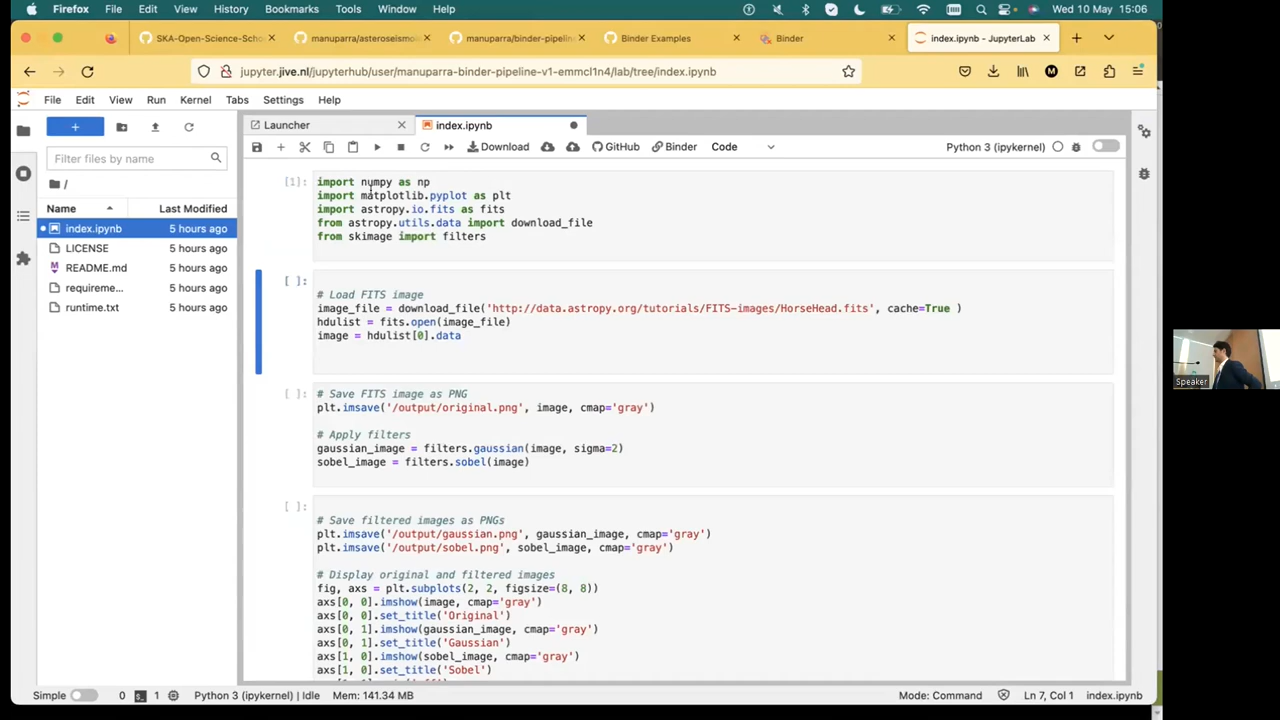 Firefox File Edit View History Bookmarks Tools Window Help Wed 10 May 15:06
SKA-Open-Science-Scho manuparra/asteroseismol manuparra/binder-pipelin Binder Examples Binder index.ipynb - JupyterLab
jupyter.jive.nl/jupyterhub/user/manuparra-binder-pipeline-v1-emmcl1n4/lab/tree/index.ipynb
File Edit View Run Kernel Tabs Settings Help
Launcher index.ipynb
Download GitHub Binder Code Python 3 (ipykernel)
Filter files by name
/
Name Last Modified
index.ipynb 5 hours ago
LICENSE 5 hours ago
README.md 5 hours ago
requireme... 5 hours ago
runtime.txt 5 hours ago
[1]: import numpy as np
import matplotlib.pyplot as plt
import astropy.io.fits as fits
from astropy.utils.data import download_file
from skimage import filters
[ ]:
# Load FITS image
image_file = download_file('http://data.astropy.org/tutorials/FITS-images/HorseHead.fits', cache=True )
hdulist = fits.open(image_file)
image = hdulist[0].data
[ ]: # Save FITS image as PNG
plt.imsave('/output/original.png', image, cmap='gray')
# Apply filters
gaussian_image = filters.gaussian(image, sigma=2)
sobel_image = filters.sobel(image)
[ ]:
# Save filtered images as PNGs
plt.imsave('/output/gaussian.png', gaussian_image, cmap='gray')
plt.imsave('/output/sobel.png', sobel_image, cmap='gray')
# Display original and filtered images
fig, axs = plt.subplots(2, 2, figsize=(8, 8))
axs[0, 0].imshow(image, cmap='gray')
axs[0, 0].set_title('Original')
axs[0, 1].imshow(gaussian_image, cmap='gray')
axs[0, 1].set_title('Gaussian')
axs[1, 0].imshow(sobel_image, cmap='gray')
axs[1, 0].set_title('Sobel')
Simple 0 1 Python 3 (ipykernel) | Idle Mem: 141.34 MB Mode: Command Ln 7, Col 1 index.ipynb
Speaker